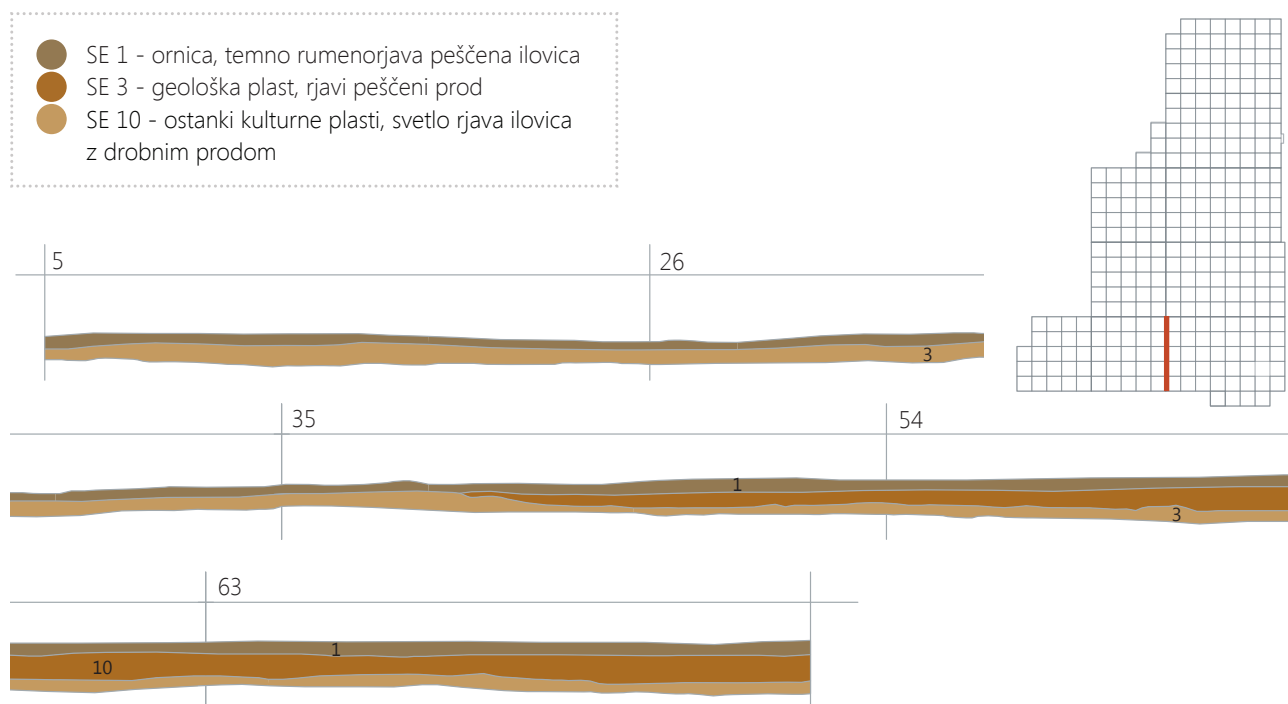 SE 1 - ornica, temno rumenorjava peščena ilovica
SE 3 - geološka plast, rjavi peščeni prod
SE 10 - ostanki kulturne plasti, svetlo rjava ilovica
z drobnim prodom
5
26
3
35
54
1
3
63
1
10